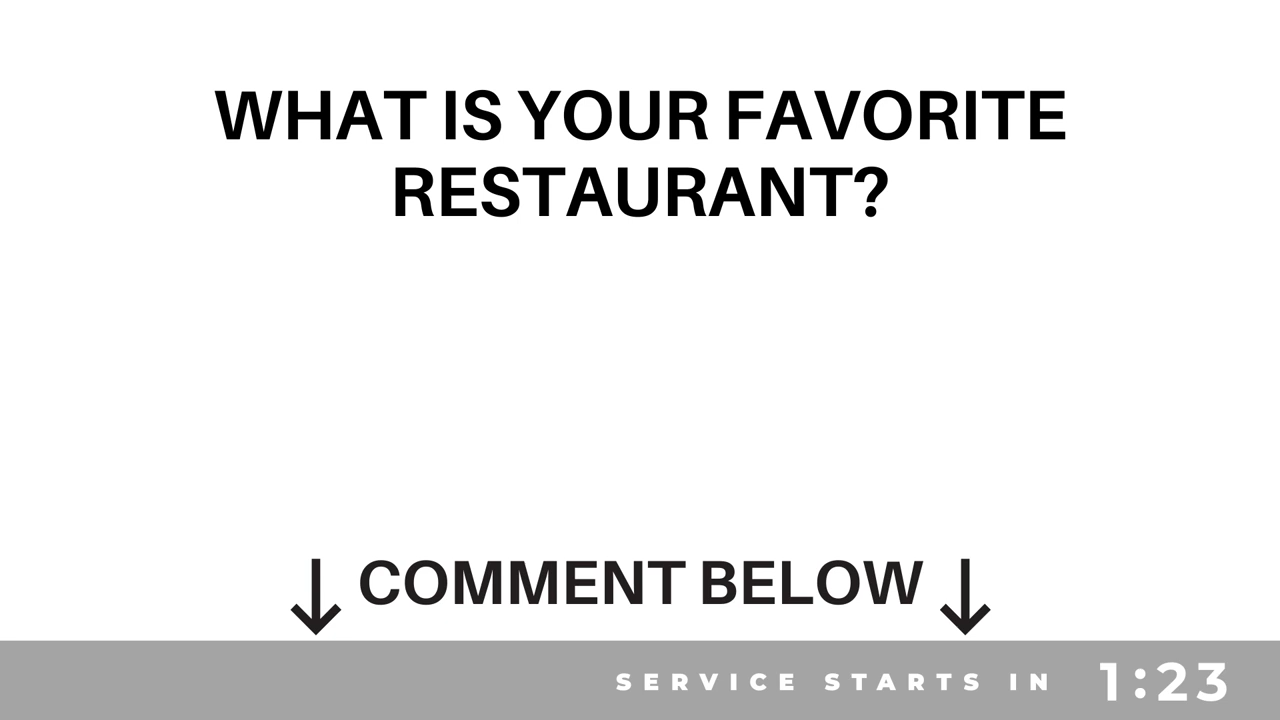 WHAT IS YOUR FAVORITE
RESTAURANT?
↓ COMMENT BELOW ↓
SERVICE STARTS IN 1:23